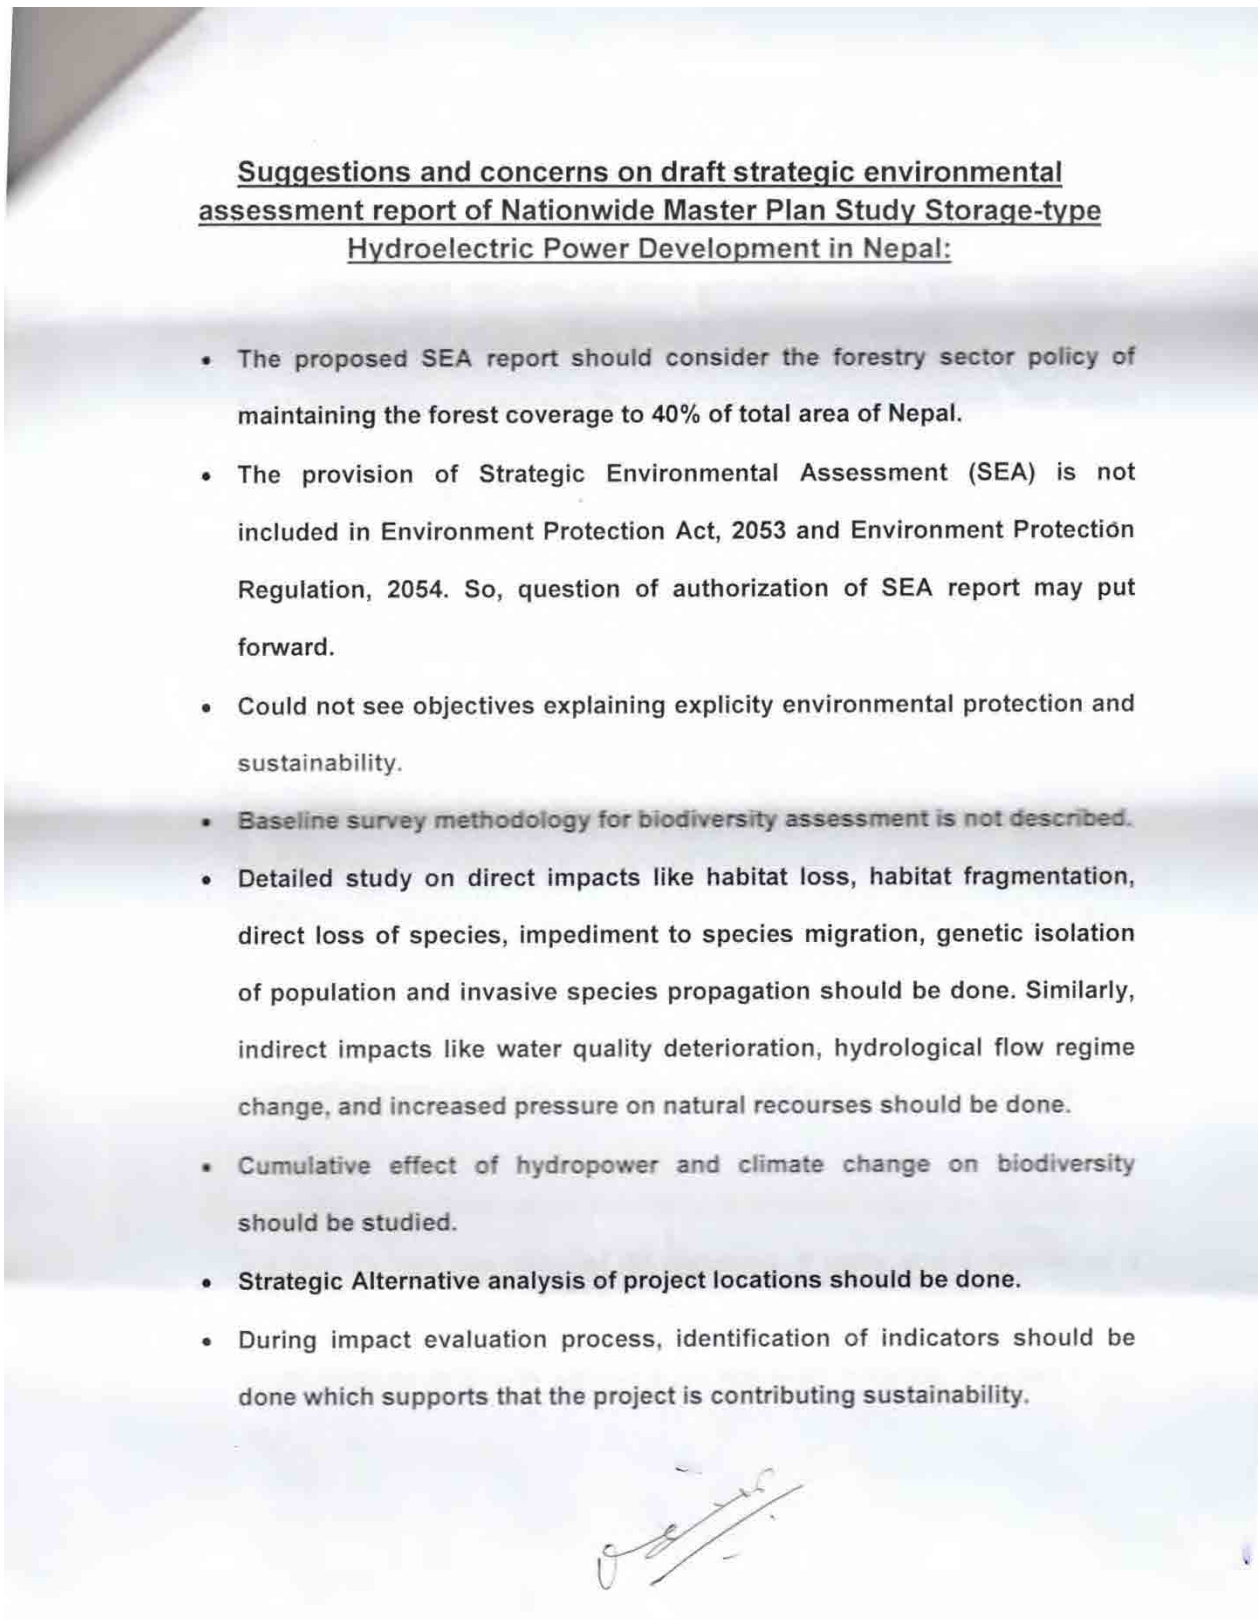 Suggestions and concerns on draft strategic environmental
assessment report of Nationwide Master Plan Study Storage-type
Hydroelectric Power Development in Nepal:
• The proposed SEA report should consider the forestry sector policy of
maintaining the forest coverage to 40% of total area of Nepal.
• The provision of Strategic Environmental Assessment (SEA) is not
included in Environment Protection Act, 2053 and Environment Protection
Regulation, 2054. So, question of authorization of SEA report may put
forward.
• Could not see objectives explaining explicity environmental protection and
sustainability.
• Baseline survey methodology for biodiversity assessment is not described.
• Detailed study on direct impacts like habitat loss, habitat fragmentation,
direct loss of species, impediment to species migration, genetic isolation
of population and invasive species propagation should be done. Similarly,
indirect impacts like water quality deterioration, hydrological flow regime
change, and increased pressure on natural recourses should be done.
• Cumulative effect of hydropower and climate change on biodiversity
should be studied.
• Strategic Alternative analysis of project locations should be done.
• During impact evaluation process, identification of indicators should be
done which supports that the project is contributing sustainability.